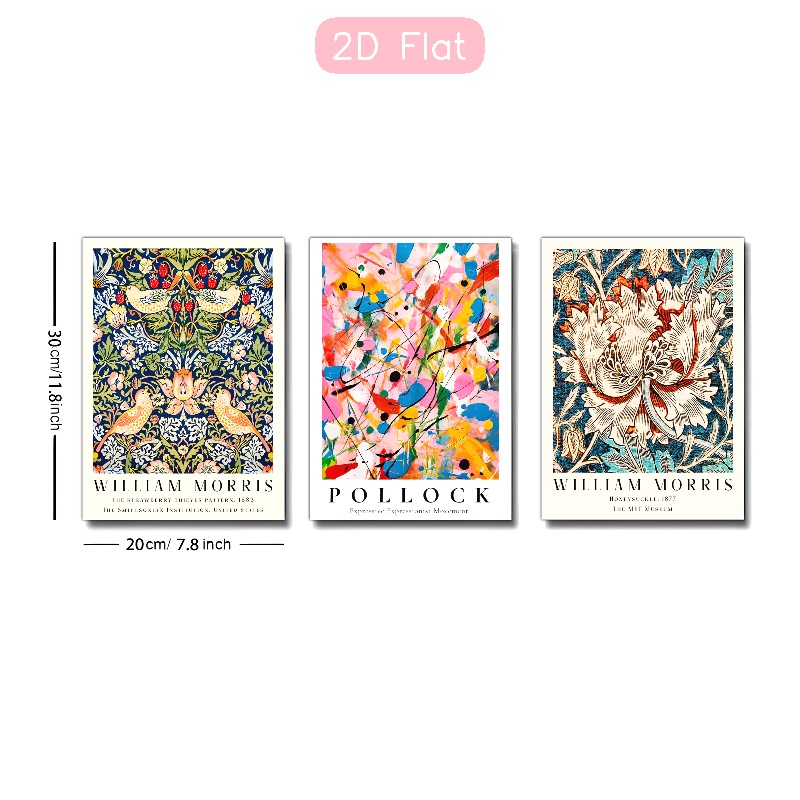 2D Flat
30cm/11.8inch
WILLIAM MORRIS
THE STRAWBERRY THIEVES PATTERN, 1883
THE SMITHSONIAN INSTITUTION, UNITED STATES
POLLOCK
Expressive Expressionist Movement
WILLIAM MORRIS
HONEYSUCKLE, 1877
THE MET MUSEUM
20cm/ 7.8 inch